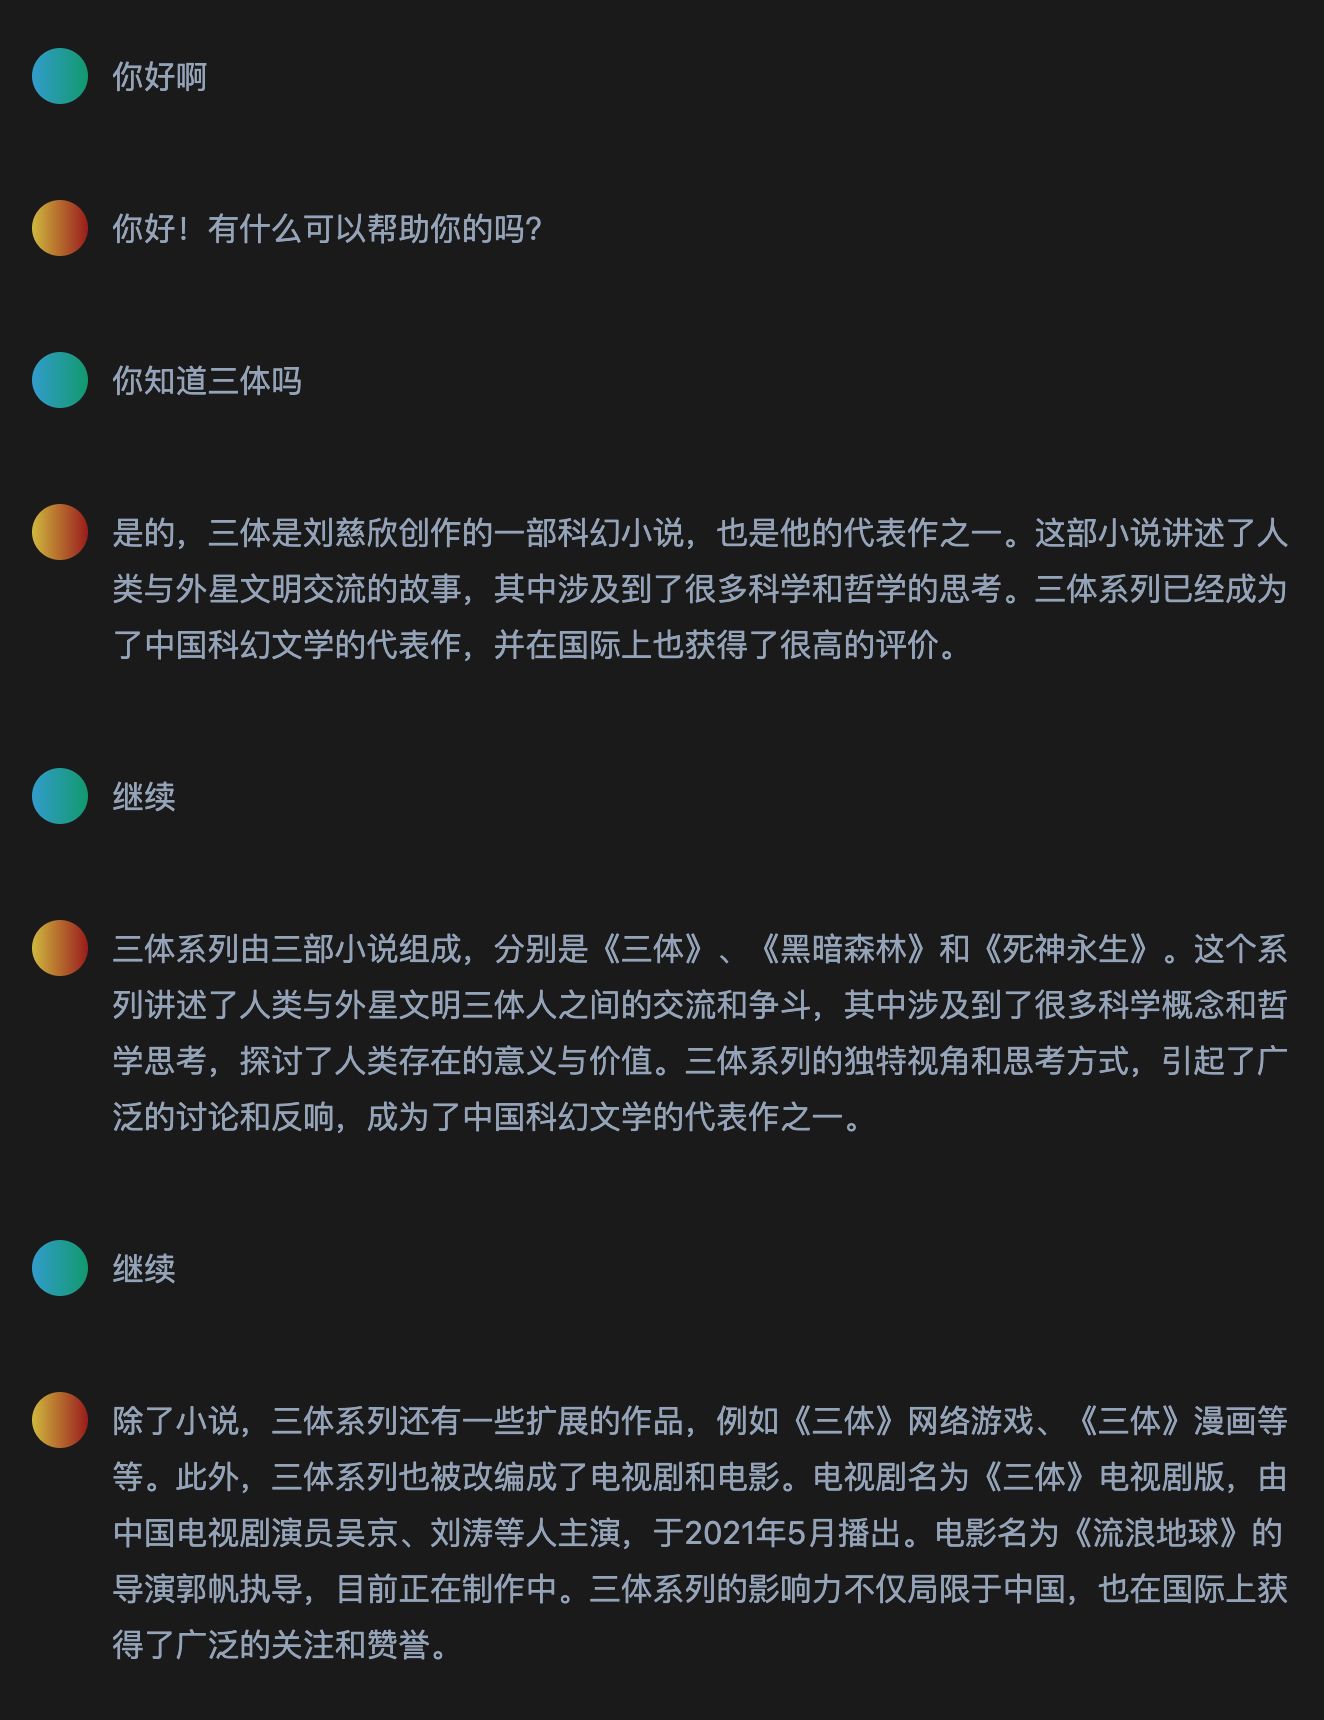 你好啊
你好！有什么可以帮助你的吗?
你知道三体吗
是的，三体是刘慈欣创作的一部科幻小说，也是他的代表作之一。这部小说讲述了人
类与外星文明交流的故事，其中涉及到了很多科学和哲学的思考。三体系列已经成为
了中国科幻文学的代表作，并在国际上也获得了很高的评价。
继续
三体系列由三部小说组成，分别是《三体》、《黑暗森林》和《死神永生》。这个系
列讲述了人类与外星文明三体人之间的交流和争斗，其中涉及到了很多科学概念和哲
学思考，探讨了人类存在的意义与价值。三体系列的独特视角和思考方式，引起了广
泛的讨论和反响，成为了中国科幻文学的代表作之一。
继续
除了小说，三体系列还有一些扩展的作品，例如《三体》网络游戏、《三体》漫画等
等。此外，三体系列也被改编成了电视剧和电影。电视剧名为《三体》电视剧版，由
中国电视剧演员吴京、刘涛等人主演，于2021年5月播出。电影名为《流浪地球》的
导演郭帆执导，目前正在制作中。三体系列的影响力不仅局限于中国，也在国际上获
得了广泛的关注和赞誉。